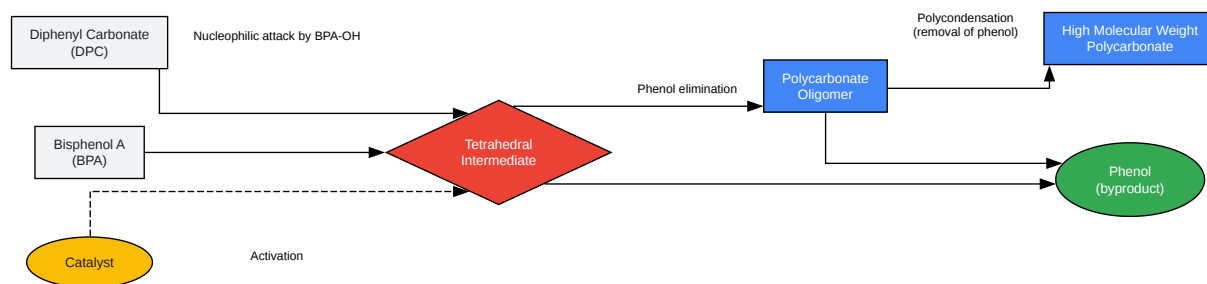 Diphenyl Carbonate
(DPC)
Nucleophilic attack by BPA-OH
Polycondensation
(removal of phenol)
High Molecular Weight
Polycarbonate
Phenol elimination
Polycarbonate
Oligomer
Bisphenol A
(BPA)
Tetrahedral
Intermediate
Phenol
(byproduct)
Catalyst
Activation